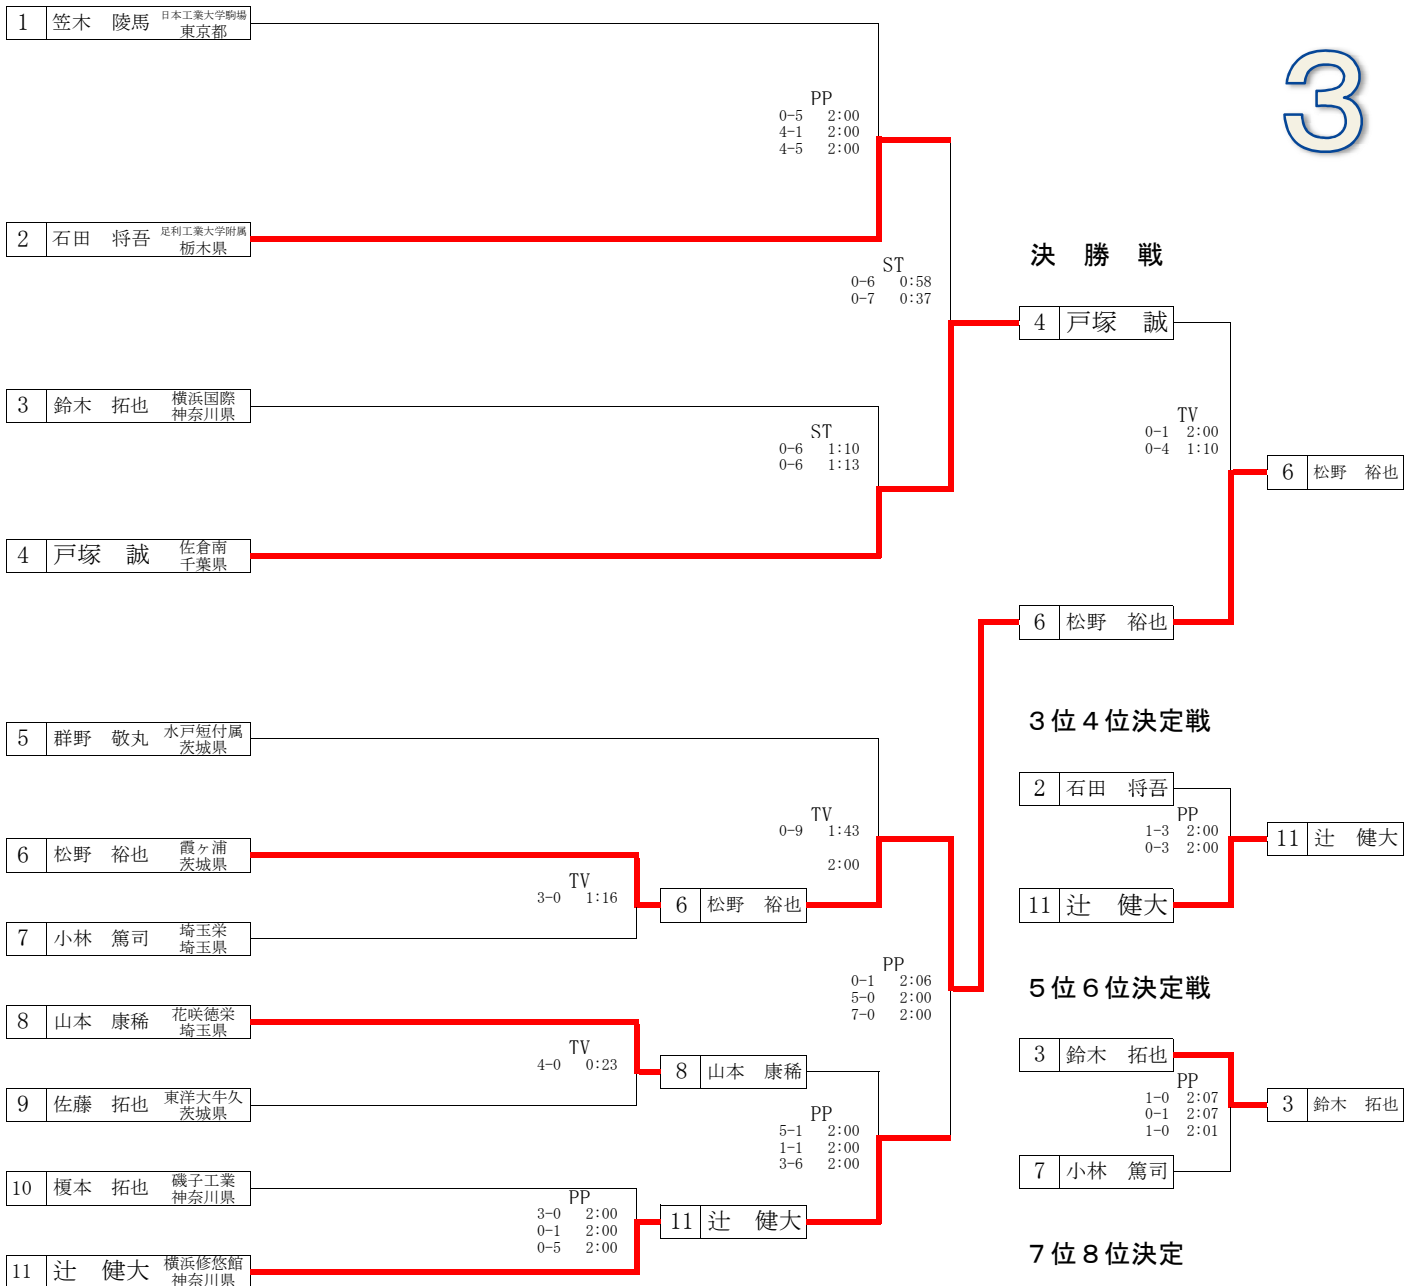 1 笠木 陵馬 日本工業大学駒場
東京都
3
PP
0-5 2:00
4-1 2:00
4-5 2:00
2 石田 将吾 足利工業大学附属
栃木県
決 勝 戦
ST
0-6 0:58
0-7 0:37
4 戸塚 誠
3 鈴木 拓也 横浜国際
神奈川県
ST
0-6 1:10
0-6 1:13
TV
0-1 2:00
0-4 1:10
6 松野 裕也
4 戸塚 誠 佐倉南
千葉県
6 松野 裕也
5 群野 敬丸 水戸短付属
茨城県
3位4位決定戦
2 石田 将吾
TV
0-9 1:43
2:00
PP
1-3 2:00
0-3 2:00
11 辻 健大
6 松野 裕也 霞ヶ浦
茨城県
TV
3-0 1:16
6 松野 裕也
11 辻 健大
7 小林 篤司 埼玉栄
埼玉県
PP
0-1 2:06
5-0 2:00
7-0 2:00
5位6位決定戦
8 山本 康稀 花咲徳栄
埼玉県
TV
4-0 0:23
8 山本 康稀
3 鈴木 拓也
PP
1-0 2:07
0-1 2:07
1-0 2:01
3 鈴木 拓也
9 佐藤 拓也 東洋大牛久
茨城県
PP
5-1 2:00
1-1 2:00
3-6 2:00
7 小林 篤司
10 榎本 拓也 磯子工業
神奈川県
PP
3-0 2:00
0-1 2:00
0-5 2:00
11 辻 健大
7位8位決定
11 辻 健大 横浜修悠館
神奈川県